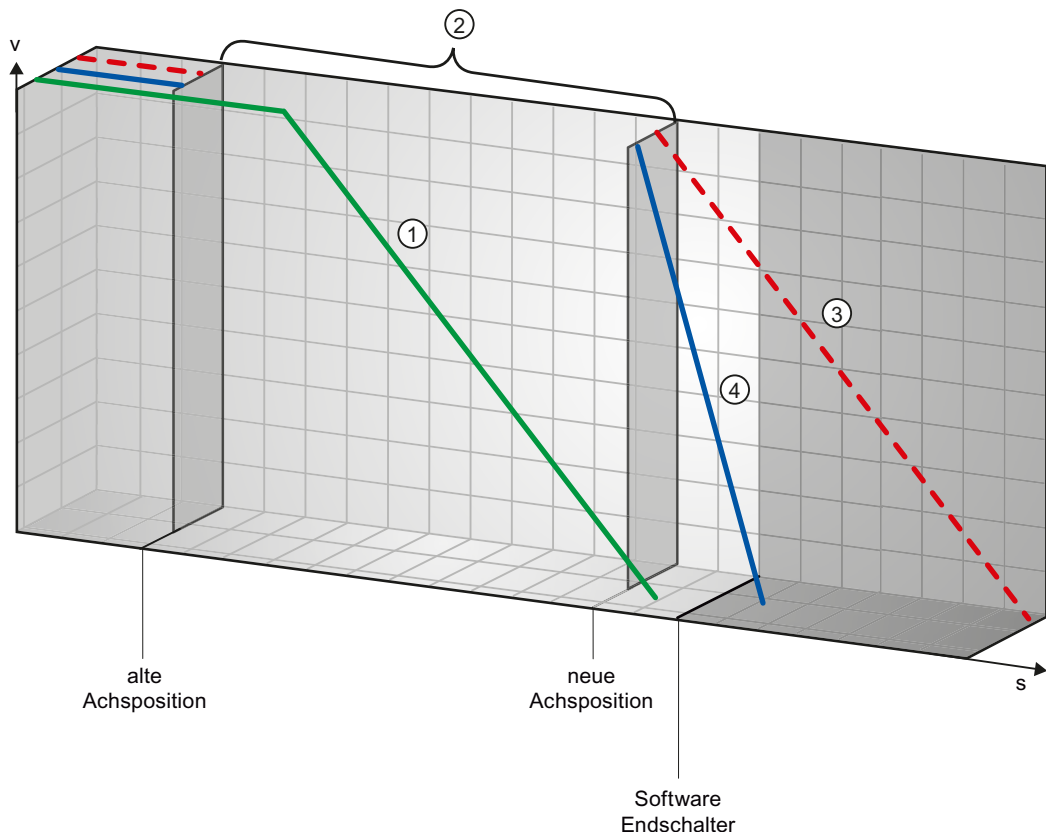 ②
v
①
③
④
s
alte
Achsposition
neue
Achsposition
Software
Endschalter